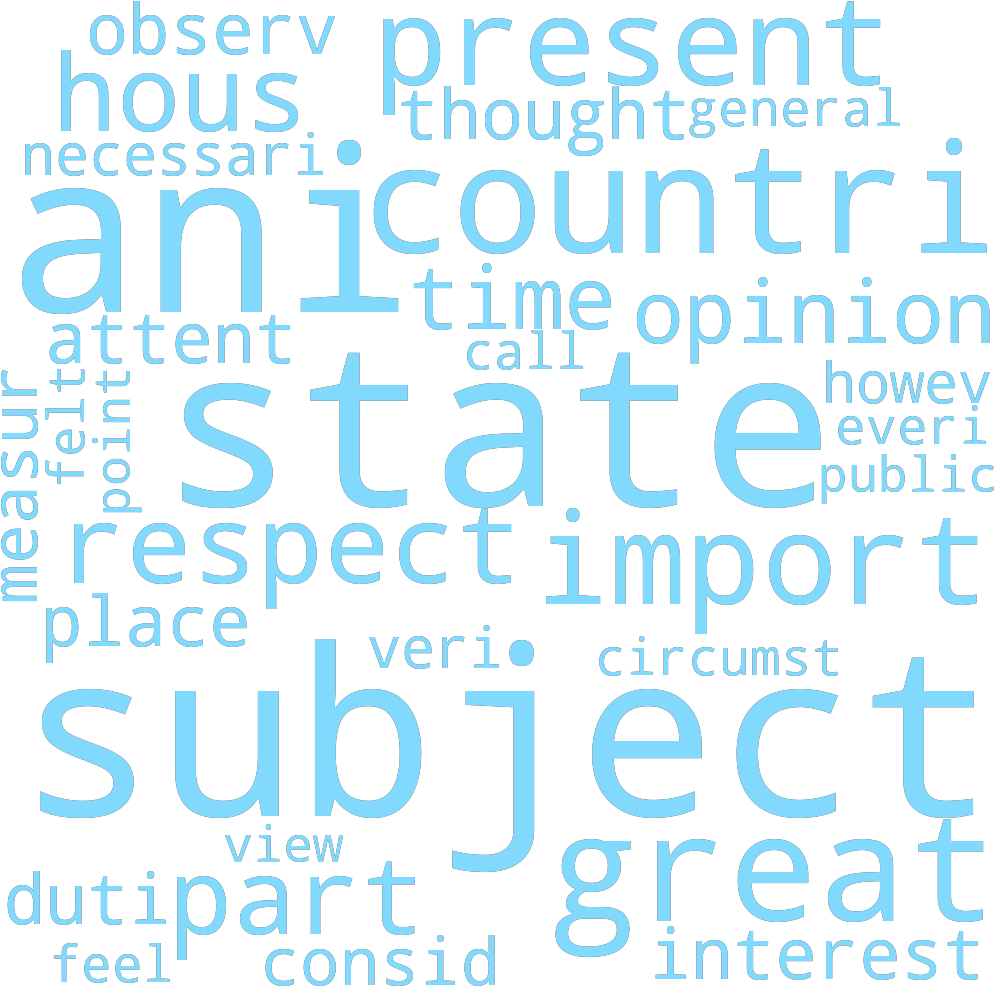 observ
present
hous
thought
general
necessari
ani
countri
time
opinion
attent
call
state
howev
everi
public
measur
felt
point
respect
import
place
veri
circumst
subject
view
great
duti
part
interest
feel
consid